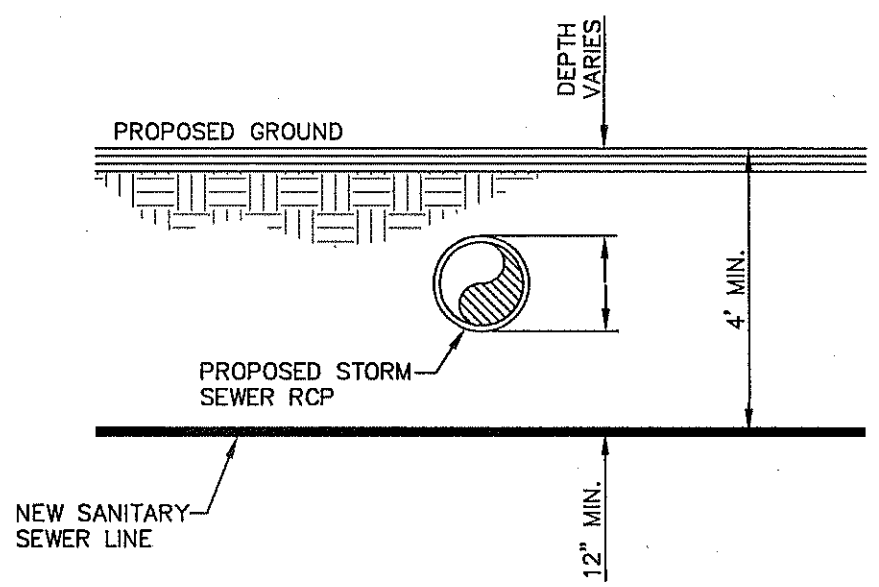 DEPTH
VARIES
PROPOSED GROUND
4' MIN.
PROPOSED STORM
SEWER RCP
NEW SANITARY
SEWER LINE
12" MIN.